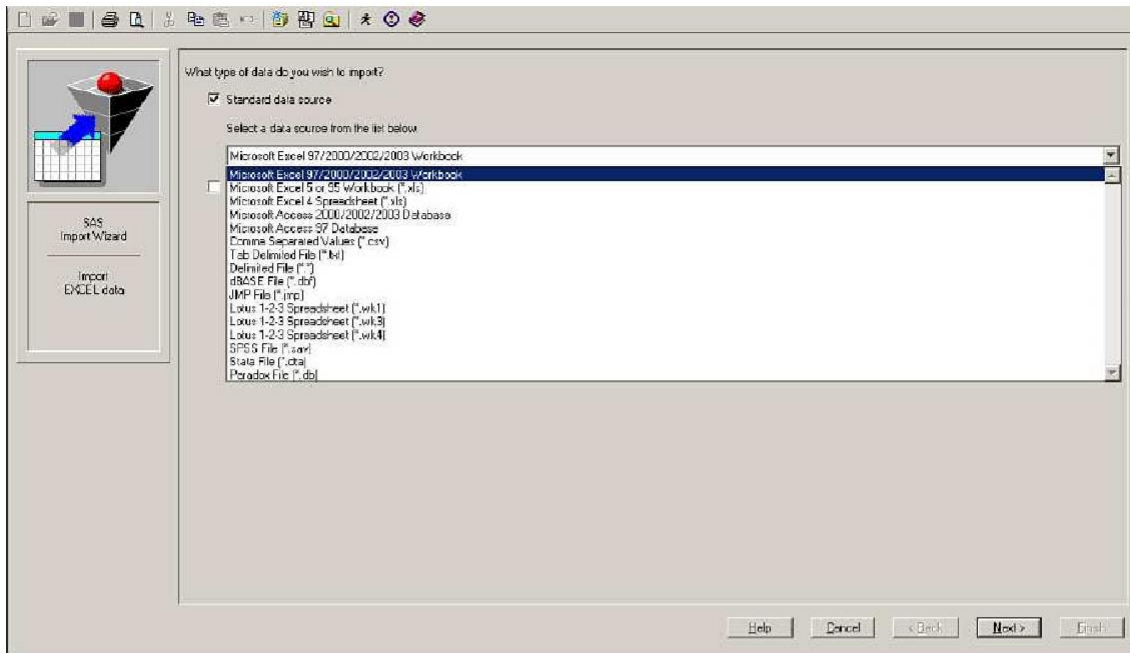 What type of data do you wish to import?
Standard data source
Select a data source from the list below.
Microsoft Excel 97/2000/2002/2003 Workbook
Microsoft Excel 97/2000/2002/2003 Workbook
Microsoft Excel 5 or 95 Workbook (*.xls)
Microsoft Excel 4 Spreadsheet (*.xls)
Microsoft Access 2000/2002/2003 Database
Microsoft Access 97 Database
Comma Separated Values (*.csv)
Tab Delimited File (*.txt)
Delimited File (*.*)
dBASE File (*.dbf)
JMP File (*.jmp)
Lotus 1-2-3 Spreadsheet (*.wk1)
Lotus 1-2-3 Spreadsheet (*.wk3)
Lotus 1-2-3 Spreadsheet (*.wk4)
SPSS File (*.sav)
Stata File (*.dta)
Paradox File (*.db)
SAS
Import Wizard
Import
EXCEL data
Help
Cancel
< Back
Next >
Finish